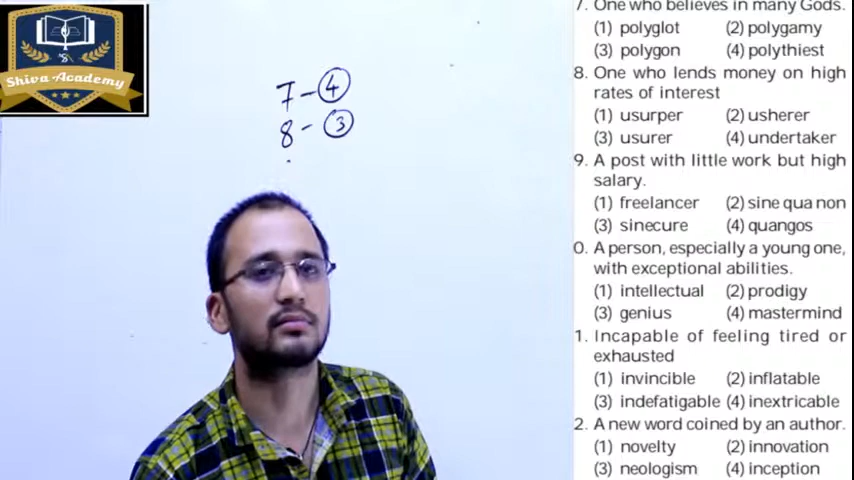 Shiva Academy
7 - 4
8 - 3
7. One who believes in many Gods.
(1) polyglot (2) polygamy
(3) polygon (4) polythiest
8. One who lends money on high
rates of interest
(1) usurper (2) usherer
(3) usurer (4) undertaker
9. A post with little work but high
salary.
(1) freelancer (2) sine qua non
(3) sinecure (4) quangos
0. A person, especially a young one,
with exceptional abilities.
(1) intellectual (2) prodigy
(3) genius (4) mastermind
1. Incapable of feeling tired or
exhausted
(1) invincible (2) inflatable
(3) indefatigable (4) inextricable
2. A new word coined by an author.
(1) novelty (2) innovation
(3) neologism (4) inception